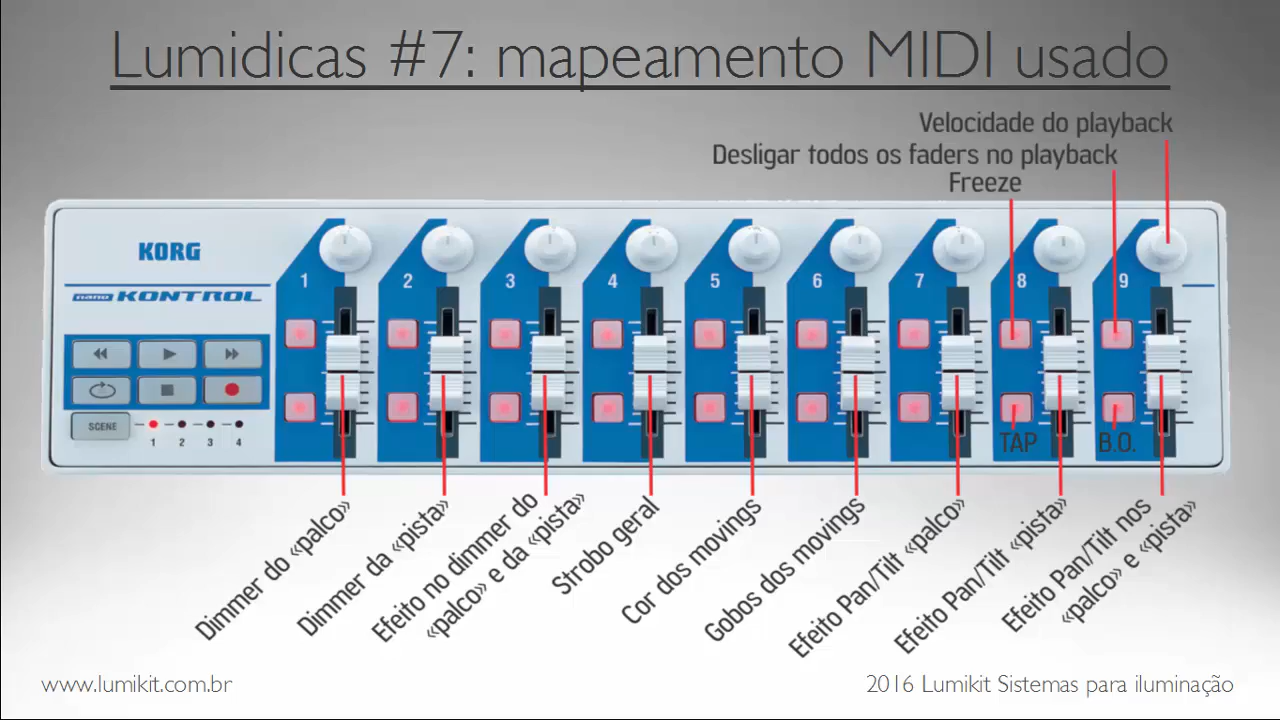 Lumidicas #7: mapeamento MIDI usado
Velocidade do playback
Desligar todos os faders no playback
Freeze
KORG
nano KONTROL
1 2 3 4 5 6 7 8 9
SCENE
1 2 3 4
TAP
B.O.
Dimmer do «palco»
Dimmer da «pista»
Efeito no dimmer do
«palco» e da «pista»
Strobo geral
Cor dos movings
Gobos dos movings
Efeito Pan/Tilt «palco»
Efeito Pan/Tilt «pista»
Efeito Pan/Tilt nos
«palco» e «pista»
www.lumikit.com.br
2016 Lumikit Sistemas para iluminação